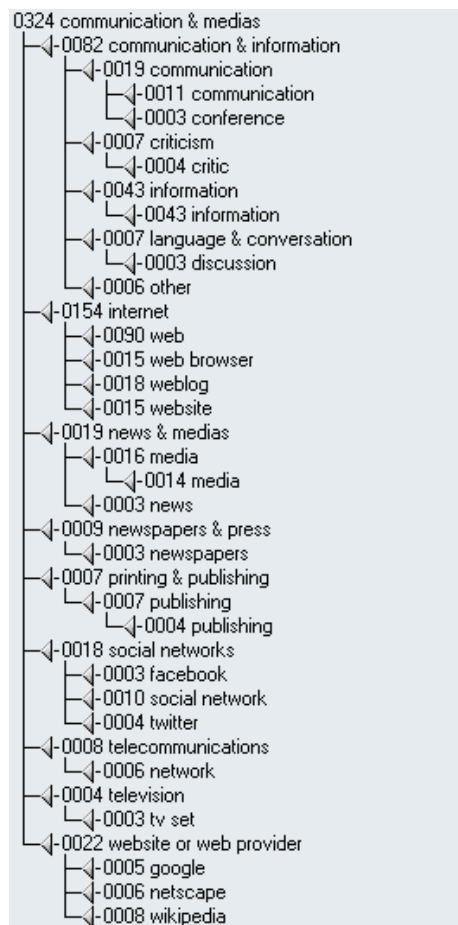 0324 communication & medias
0082 communication & information
0019 communication
0011 communication
0003 conference
0007 criticism
0004 critic
0043 information
0043 information
0007 language & conversation
0003 discussion
0006 other
0154 internet
0090 web
0015 web browser
0018 weblog
0015 website
0019 news & medias
0016 media
0014 media
0003 news
0009 newspapers & press
0003 newspapers
0007 printing & publishing
0007 publishing
0004 publishing
0018 social networks
0003 facebook
0010 social network
0004 twitter
0008 telecommunications
0006 network
0004 television
0003 tv set
0022 website or web provider
0005 google
0006 netscape
0008 wikipedia